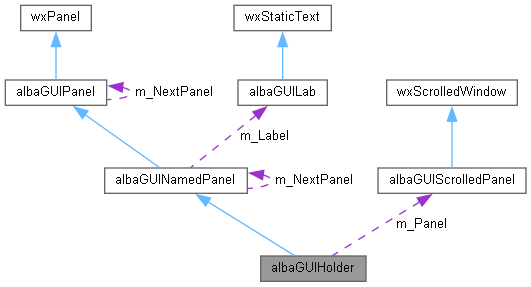 wxPanel
wxStaticText
albaGUIPanel
m_NextPanel
albaGUILab
wxScrolledWindow
m_Label
albaGUINamedPanel
m_NextPanel
albaGUIScrolledPanel
m_Panel
albaGUIHolder